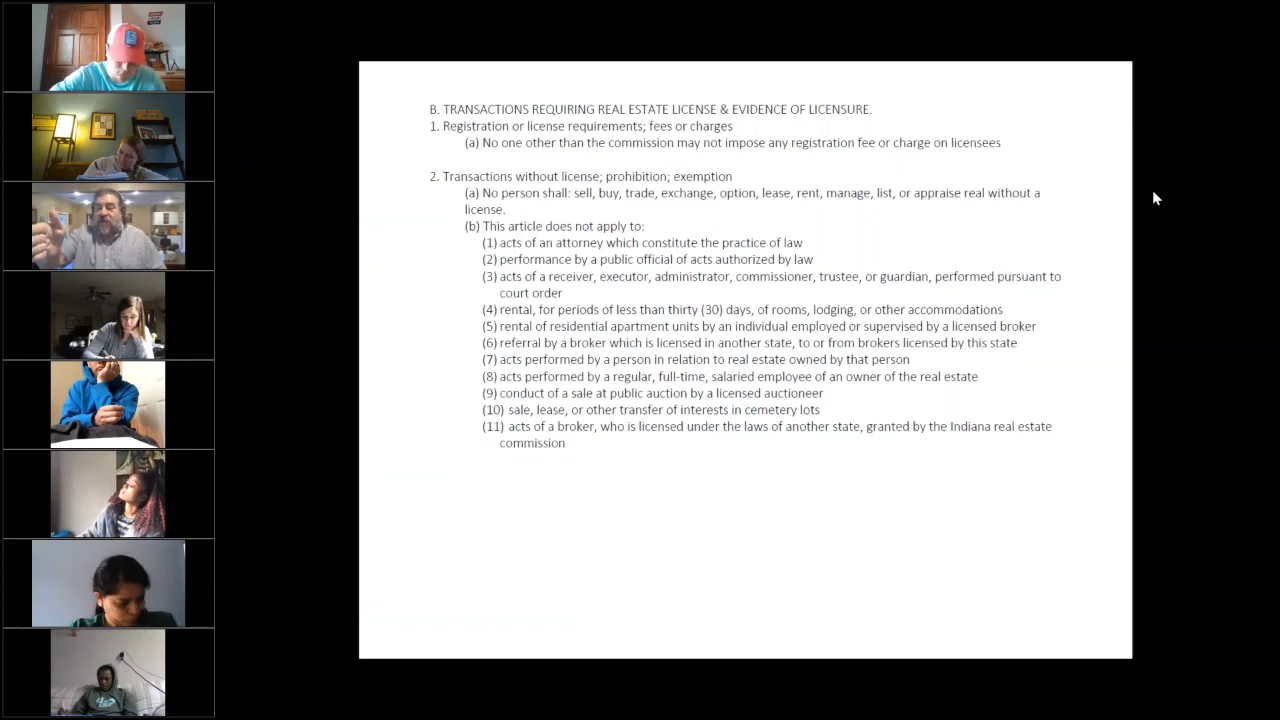 B. TRANSACTIONS REQUIRING REAL ESTATE LICENSE & EVIDENCE OF LICENSURE.
1. Registration or license requirements; fees or charges
(a) No one other than the commission may not impose any registration fee or charge on licensees
2. Transactions without license; prohibition; exemption
(a) No person shall: sell, buy, trade, exchange, option, lease, rent, manage, list, or appraise real without a
license.
(b) This article does not apply to:
(1) acts of an attorney which constitute the practice of law
(2) performance by a public official of acts authorized by law
(3) acts of a receiver, executor, administrator, commissioner, trustee, or guardian, performed pursuant to
court order
(4) rental, for periods of less than thirty (30) days, of rooms, lodging, or other accommodations
(5) rental of residential apartment units by an individual employed or supervised by a licensed broker
(6) referral by a broker which is licensed in another state, to or from brokers licensed by this state
(7) acts performed by a person in relation to real estate owned by that person
(8) acts performed by a regular, full-time, salaried employee of an owner of the real estate
(9) conduct of a sale at public auction by a licensed auctioneer
(10) sale, lease, or other transfer of interests in cemetery lots
(11) acts of a broker, who is licensed under the laws of another state, granted by the Indiana real estate
commission